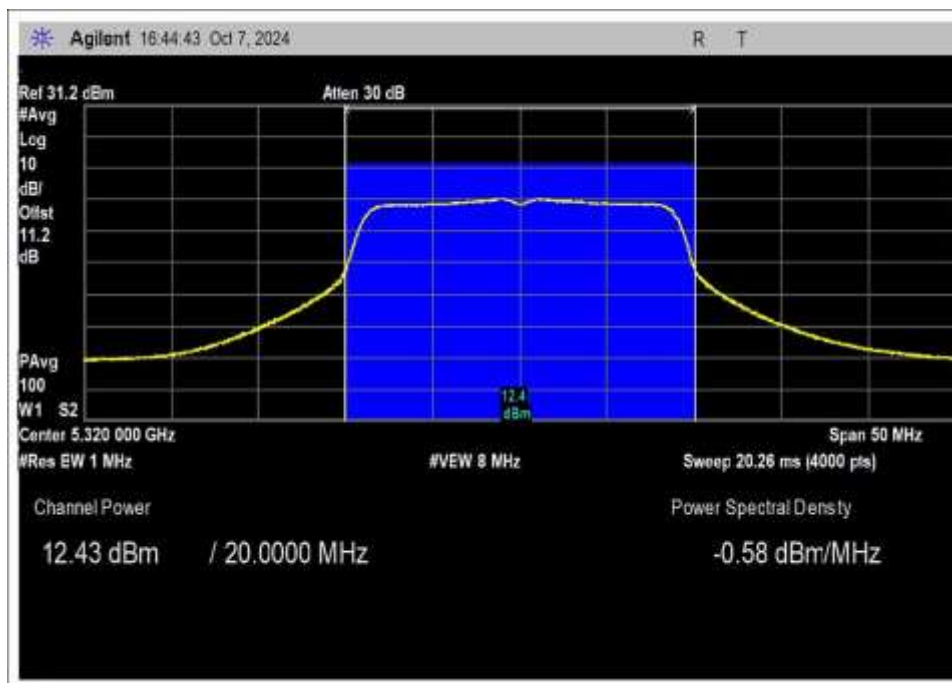 Agilent 16:44:43 Oct 7, 2024 R T
Ref 31.2 dBm Atten 30 dB
#Avg
Log
10
dB/
Offst
11.2
dB
12.4
dBm
PAvg
100
W1 S2
Center 5.320 000 GHz Span 50 MHz
#Res BW 1 MHz #VBW 8 MHz Sweep 20.26 ms (4000 pts)
Channel Power Power Spectral Density
12.43 dBm / 20.0000 MHz -0.58 dBm/MHz